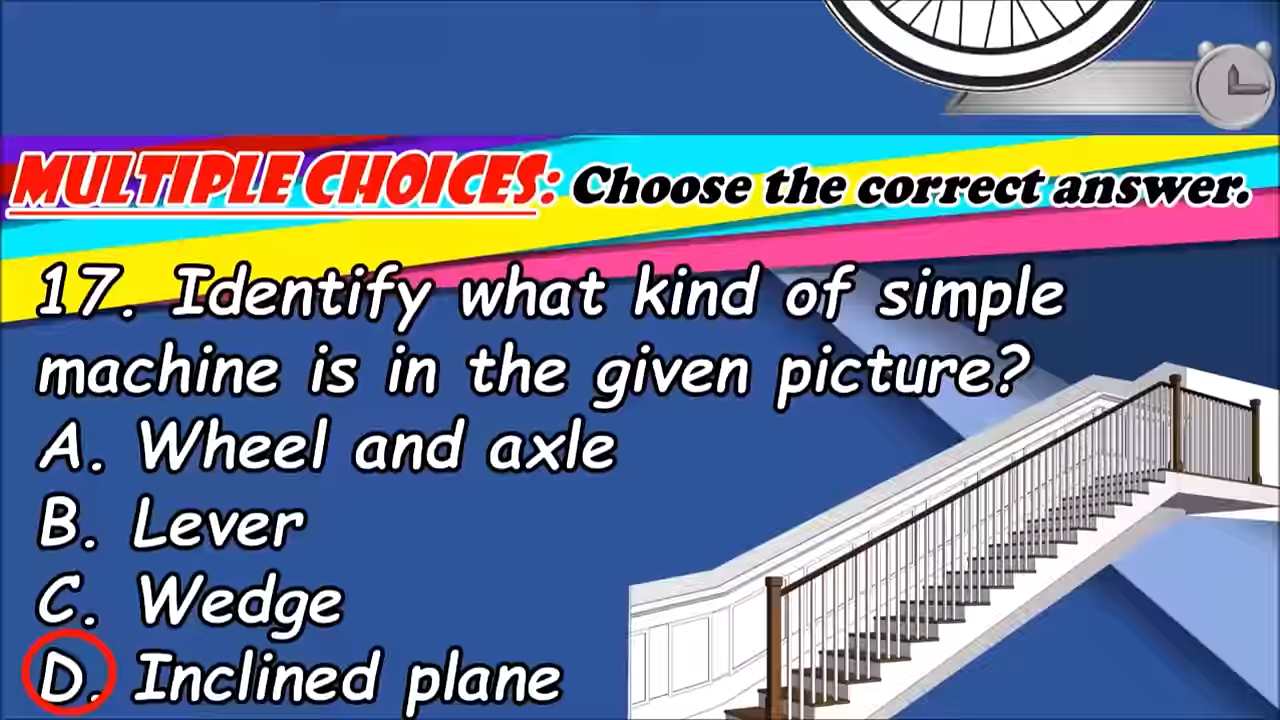 MULTIPLE CHOICES: Choose the correct answer.
17. Identify what kind of simple
machine is in the given picture?
A. Wheel and axle
B. Lever
C. Wedge
D. Inclined plane